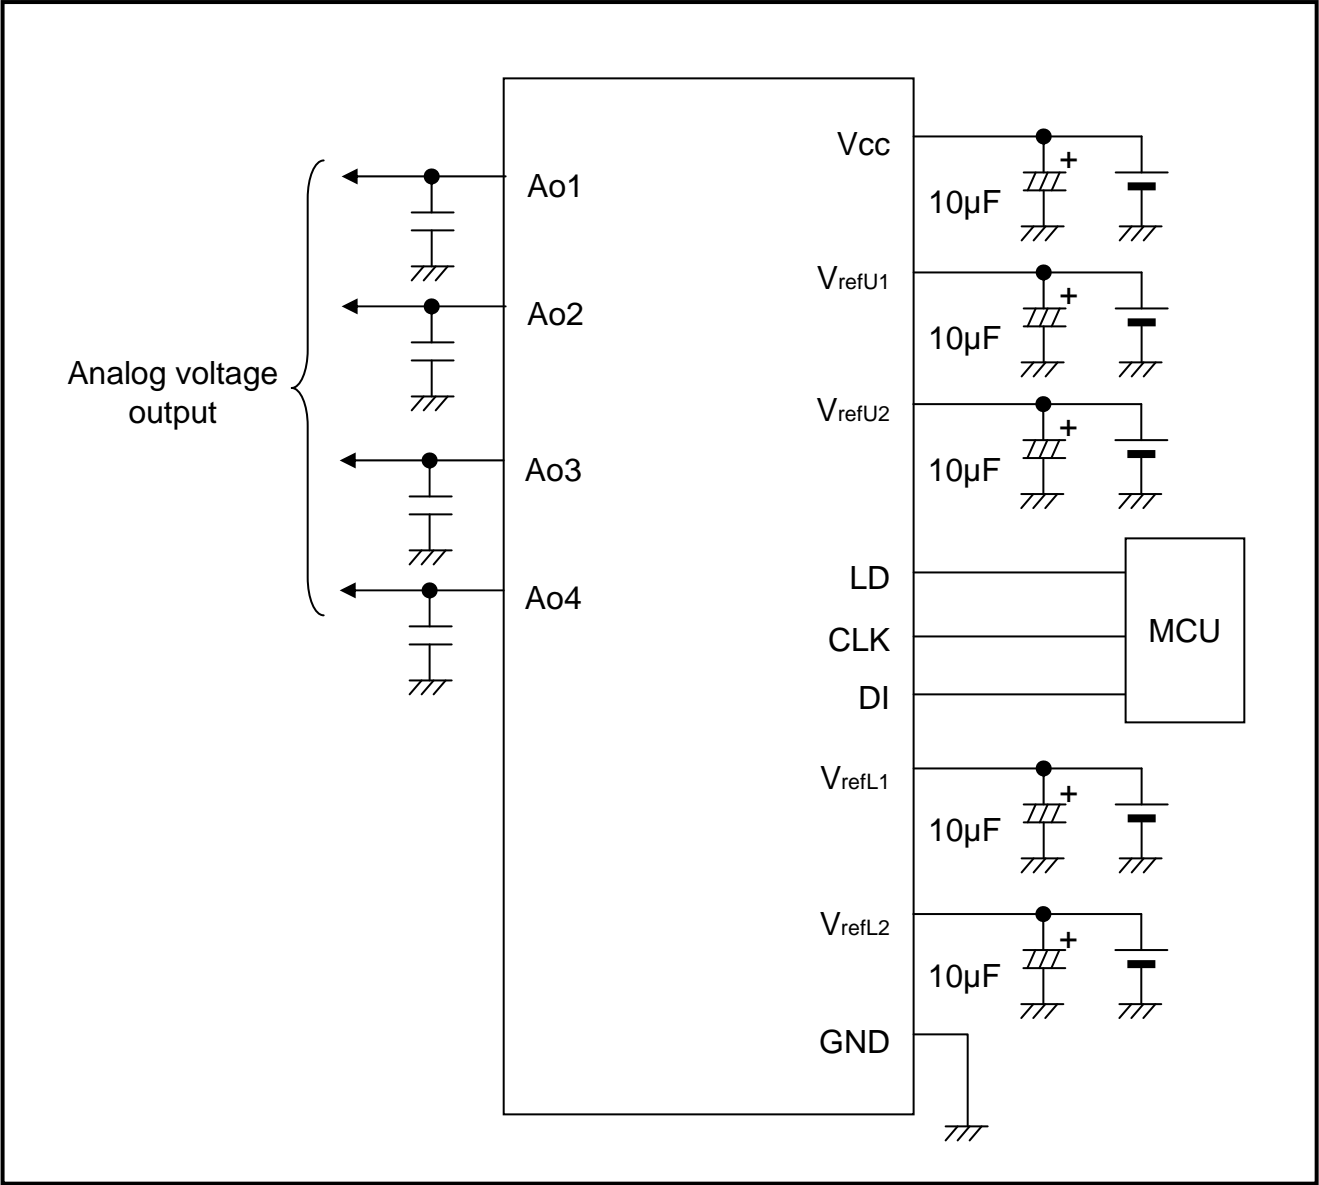 Analog voltage
output
Ao1
Ao2
Ao3
Ao4
Vcc
+
10µF
VrefU1
+
10µF
VrefU2
+
10µF
LD
CLK
DI
MCU
VrefL1
+
10µF
VrefL2
+
10µF
GND